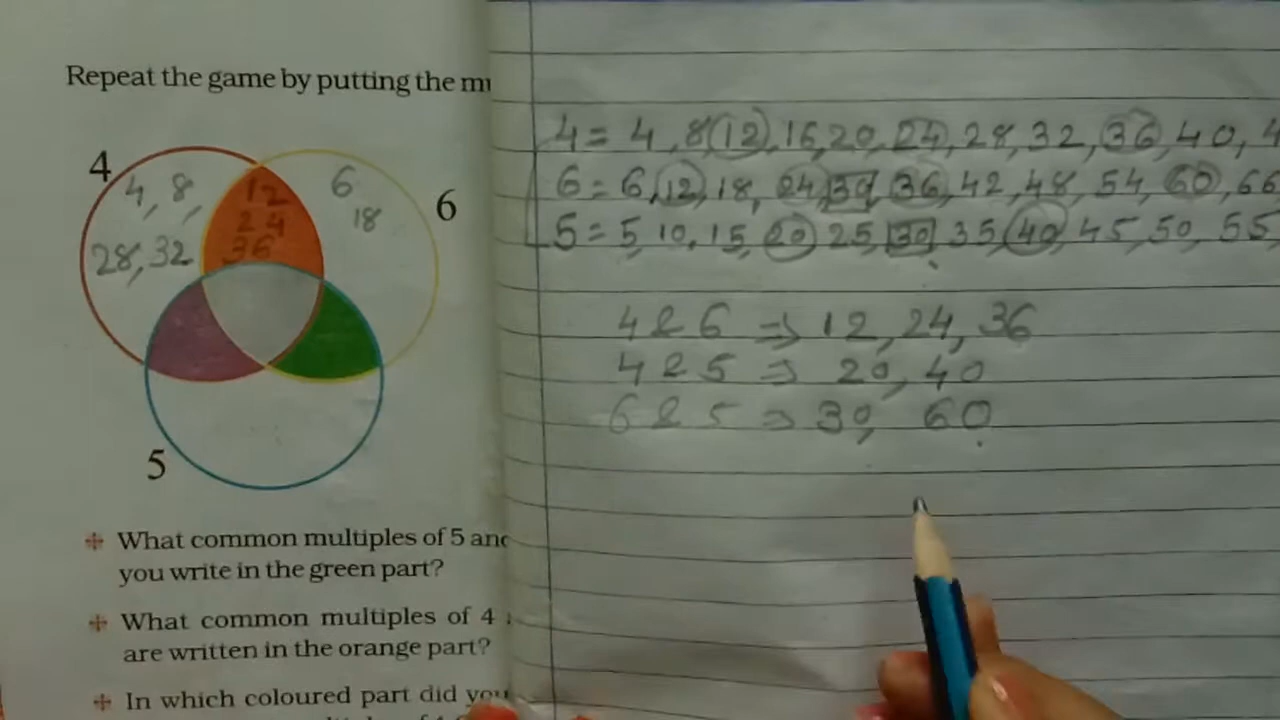 Repeat the game by putting the mu
4
4, 8,
12
6
24
18
6
28, 32
36
5
What common multiples of 5 and
you write in the green part?
What common multiples of 4
are written in the orange part?
In which coloured part did you
4 = 4, 8, 12, 16, 20, 24, 28, 32, 36, 40, 4
6 = 6, 12, 18, 24, 30, 36, 42, 48, 54, 60, 66
5 = 5, 10, 15, 20, 25, 30, 35, 40, 45, 50, 55,
4 & 6 ⇒ 12, 24, 36
4 & 5 ⇒ 20, 40
6 & 5 ⇒ 30, 60